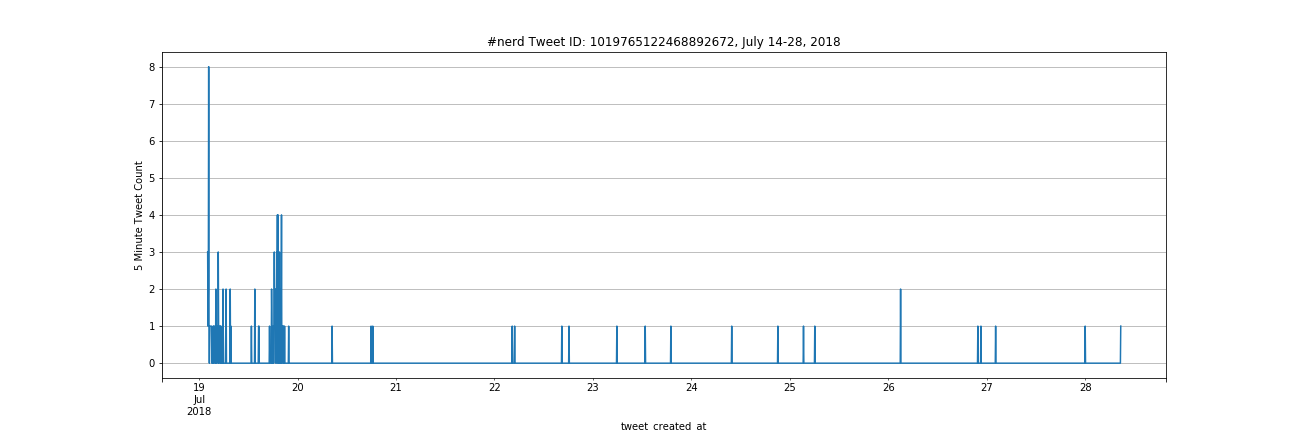 #nerd Tweet ID: 1019765122468892672, July 14-28, 2018
8
7
6
5
4
3
2
1
0
5 Minute Tweet Count
19 20 21 22 23 24 25 26 27 28
Jul
2018
tweet_created_at